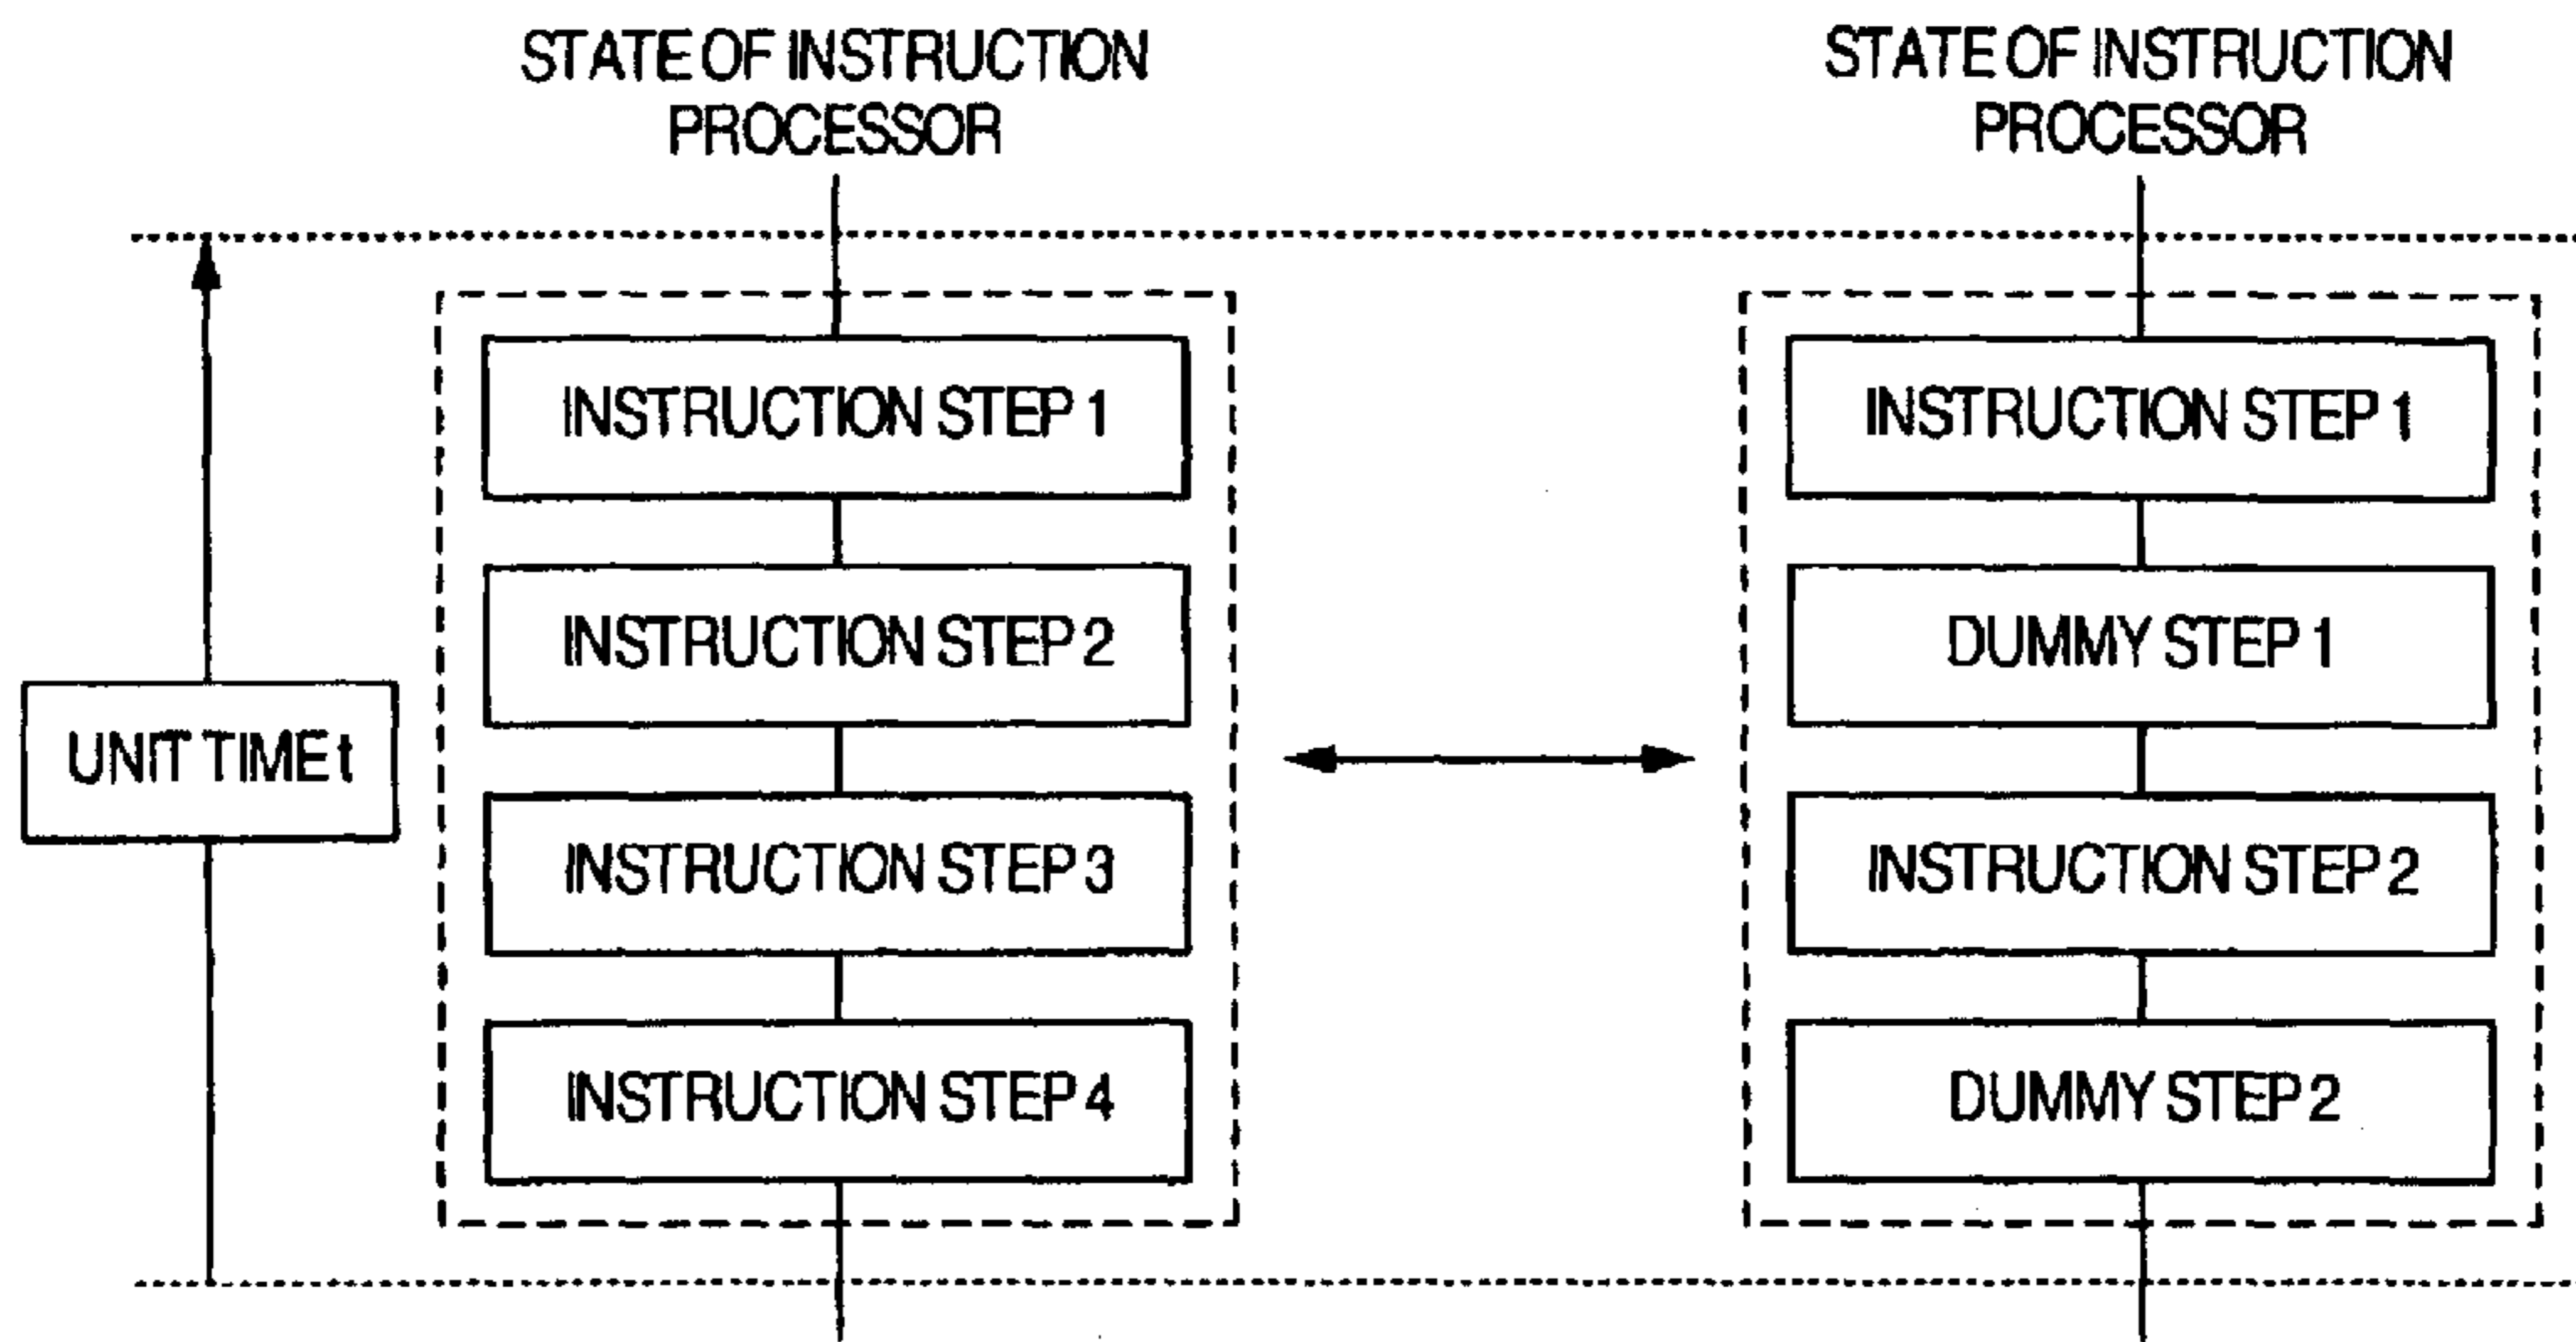 STATE OF INSTRUCTION
PROCESSOR
STATE OF INSTRUCTION
PROCESSOR
UNIT TIME t
INSTRUCTION STEP 1
INSTRUCTION STEP 2
INSTRUCTION STEP 3
INSTRUCTION STEP 4
INSTRUCTION STEP 1
DUMMY STEP 1
INSTRUCTION STEP 2
DUMMY STEP 2